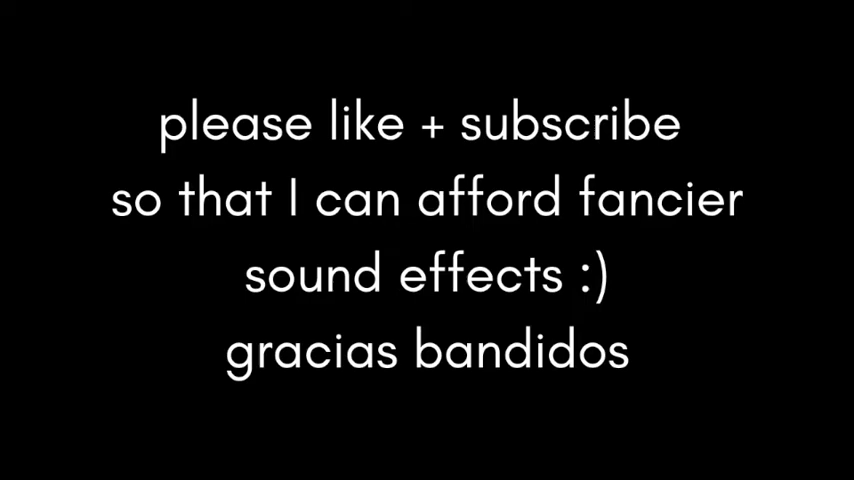 please like + subscribe
so that I can afford fancier
sound effects :)
gracias bandidos